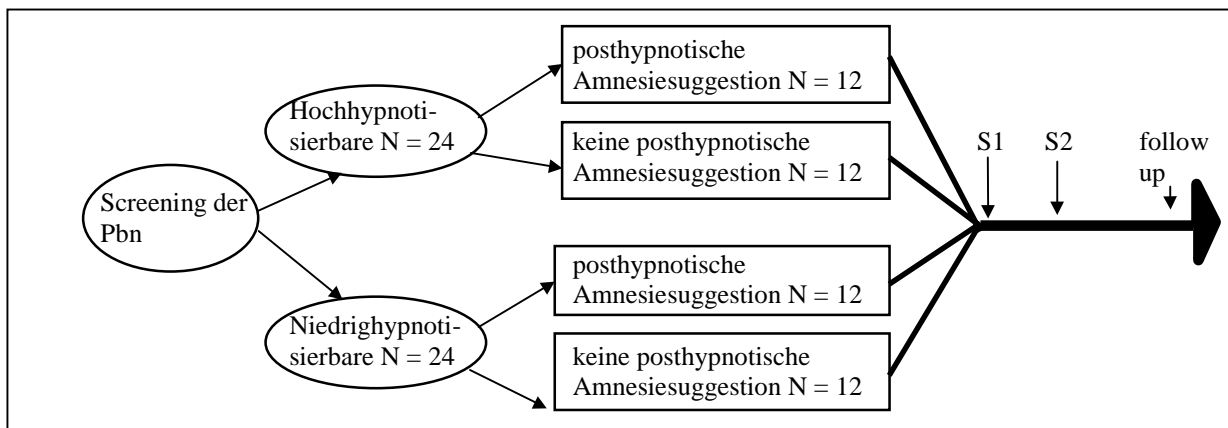 Screening der
Pbn
Hochhypnoti-
sierbare N = 24
Niedrighypnoti-
sierbare N = 24
posthypnotische
Amnesiesuggestion N = 12
keine posthypnotische
Amnesiesuggestion N = 12
posthypnotische
Amnesiesuggestion N = 12
keine posthypnotische
Amnesiesuggestion N = 12
S1
S2
follow
up